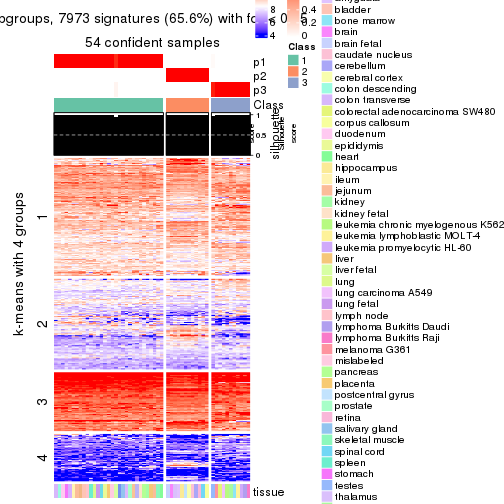 ogroups, 7973 signatures (65.6%) with fd
54 confident samples
p1
p2
p3
Class
1
0.5
0
silhouette
score
k-means with 4 groups
1
2
3
4
tissue
8
6
4
0.4
0.2
0
Class
1
2
3
bladder
bone marrow
brain
brain fetal
caudate nucleus
cerebellum
cerebral cortex
colon descending
colon transverse
colorectal adenocarcinoma SW480
corpus callosum
duodenum
epididymis
heart
hippocampus
ileum
jejunum
kidney
kidney fetal
leukemia chronic myelogenous K562
leukemia lymphoblastic MOLT-4
leukemia promyelocytic HL-60
liver
liver fetal
lung
lung carcinoma A549
lung fetal
lymph node
lymphoma Burkitts Daudi
lymphoma Burkitts Raji
melanoma G361
mislabeled
pancreas
placenta
postcentral gyrus
prostate
retina
salivary gland
skeletal muscle
spinal cord
spleen
stomach
testes
thalamus